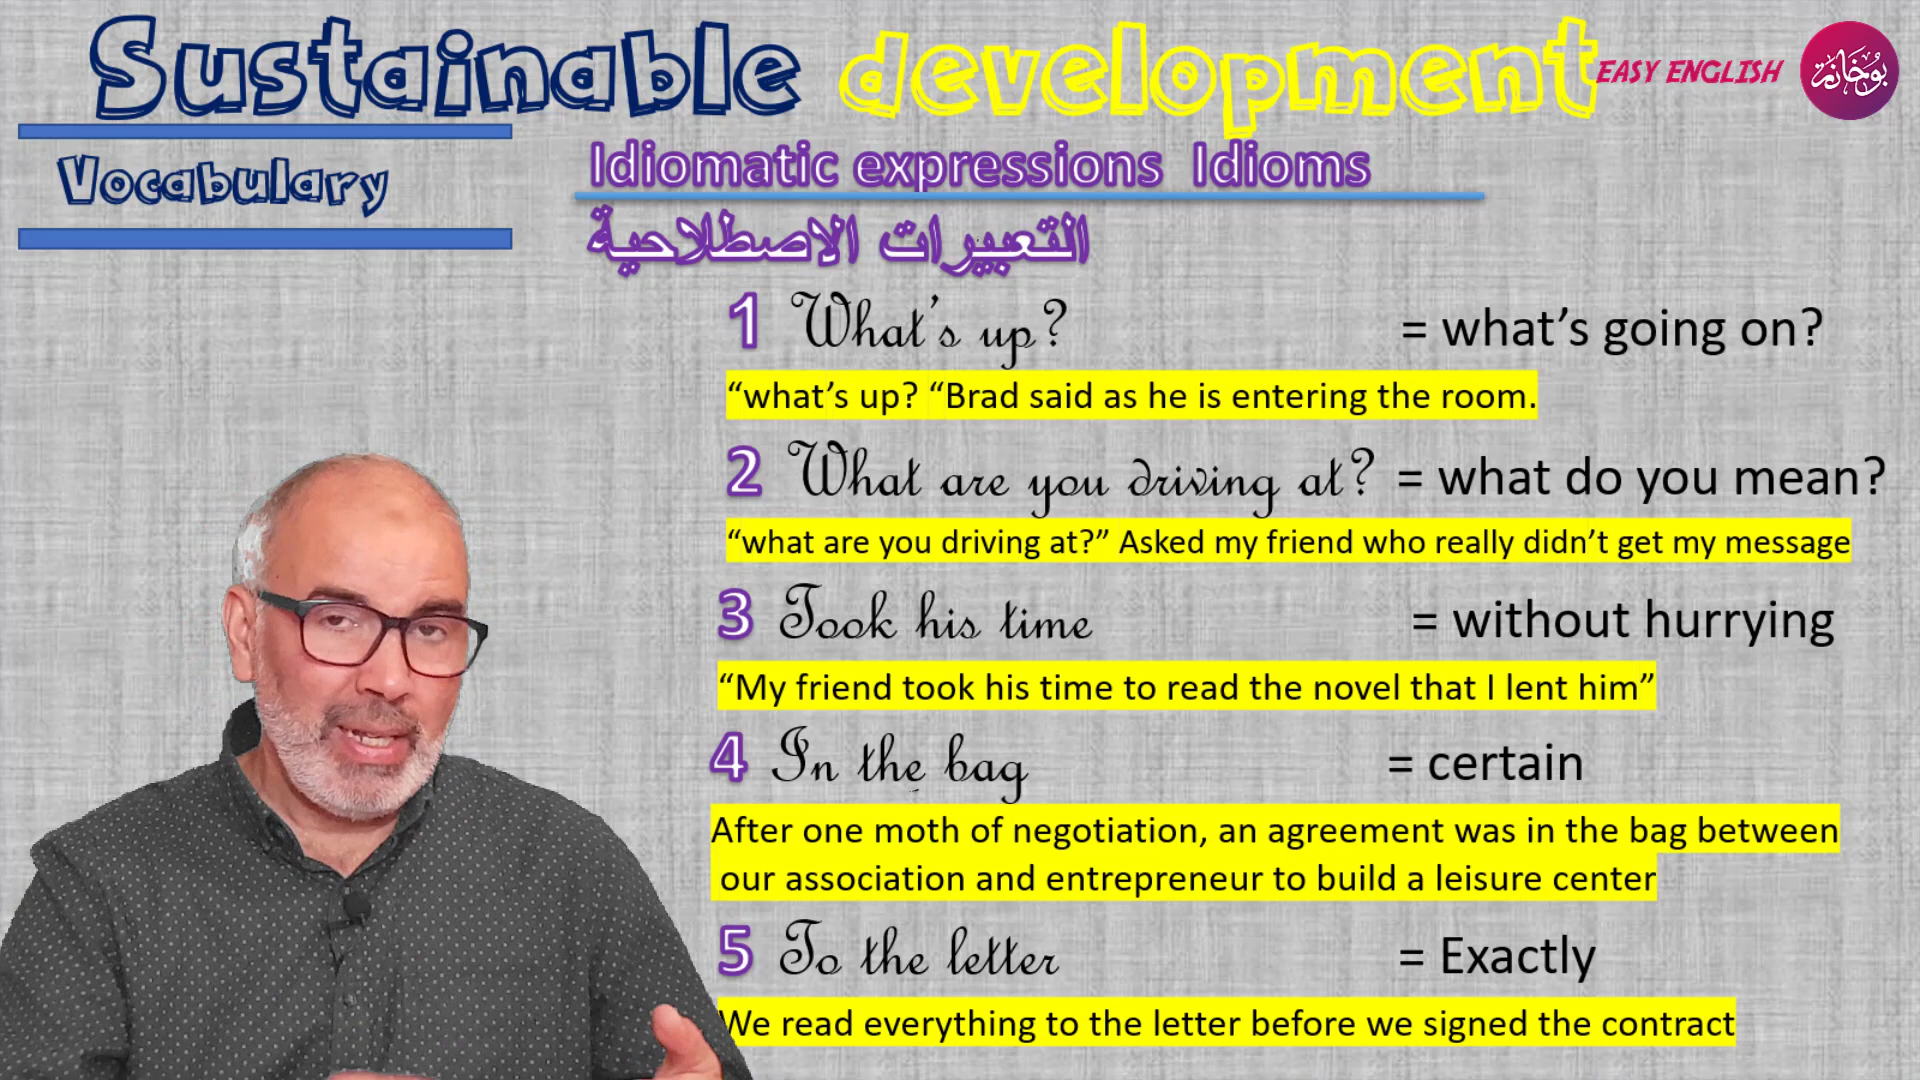 Sustainable development
EASY ENGLISH
بوخانة
Vocabulary
Idiomatic expressions Idioms
التعبيرات الاصطلاحية
1 What's up? = what's going on?
“what's up? “Brad said as he is entering the room.
2 What are you driving at? = what do you mean?
“what are you driving at?” Asked my friend who really didn't get my message
3 Took his time = without hurrying
“My friend took his time to read the novel that I lent him”
4 In the bag = certain
After one moth of negotiation, an agreement was in the bag between
our association and entrepreneur to build a leisure center
5 To the letter = Exactly
We read everything to the letter before we signed the contract